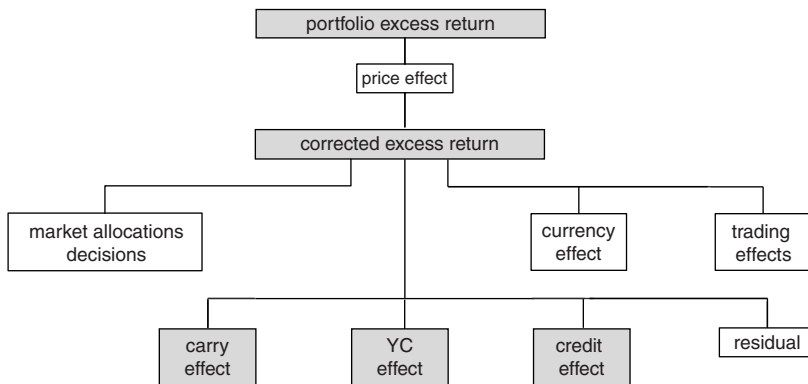 portfolio excess return
price effect
corrected excess return
market allocations
decisions
currency
effect
trading
effects
carry
effect
YC
effect
credit
effect
residual